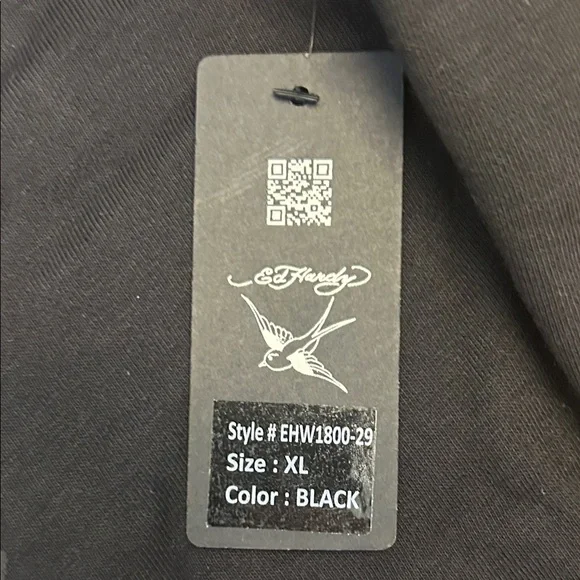 Ed Hardy
Style # EHW1800-29
Size : XL
Color : BLACK